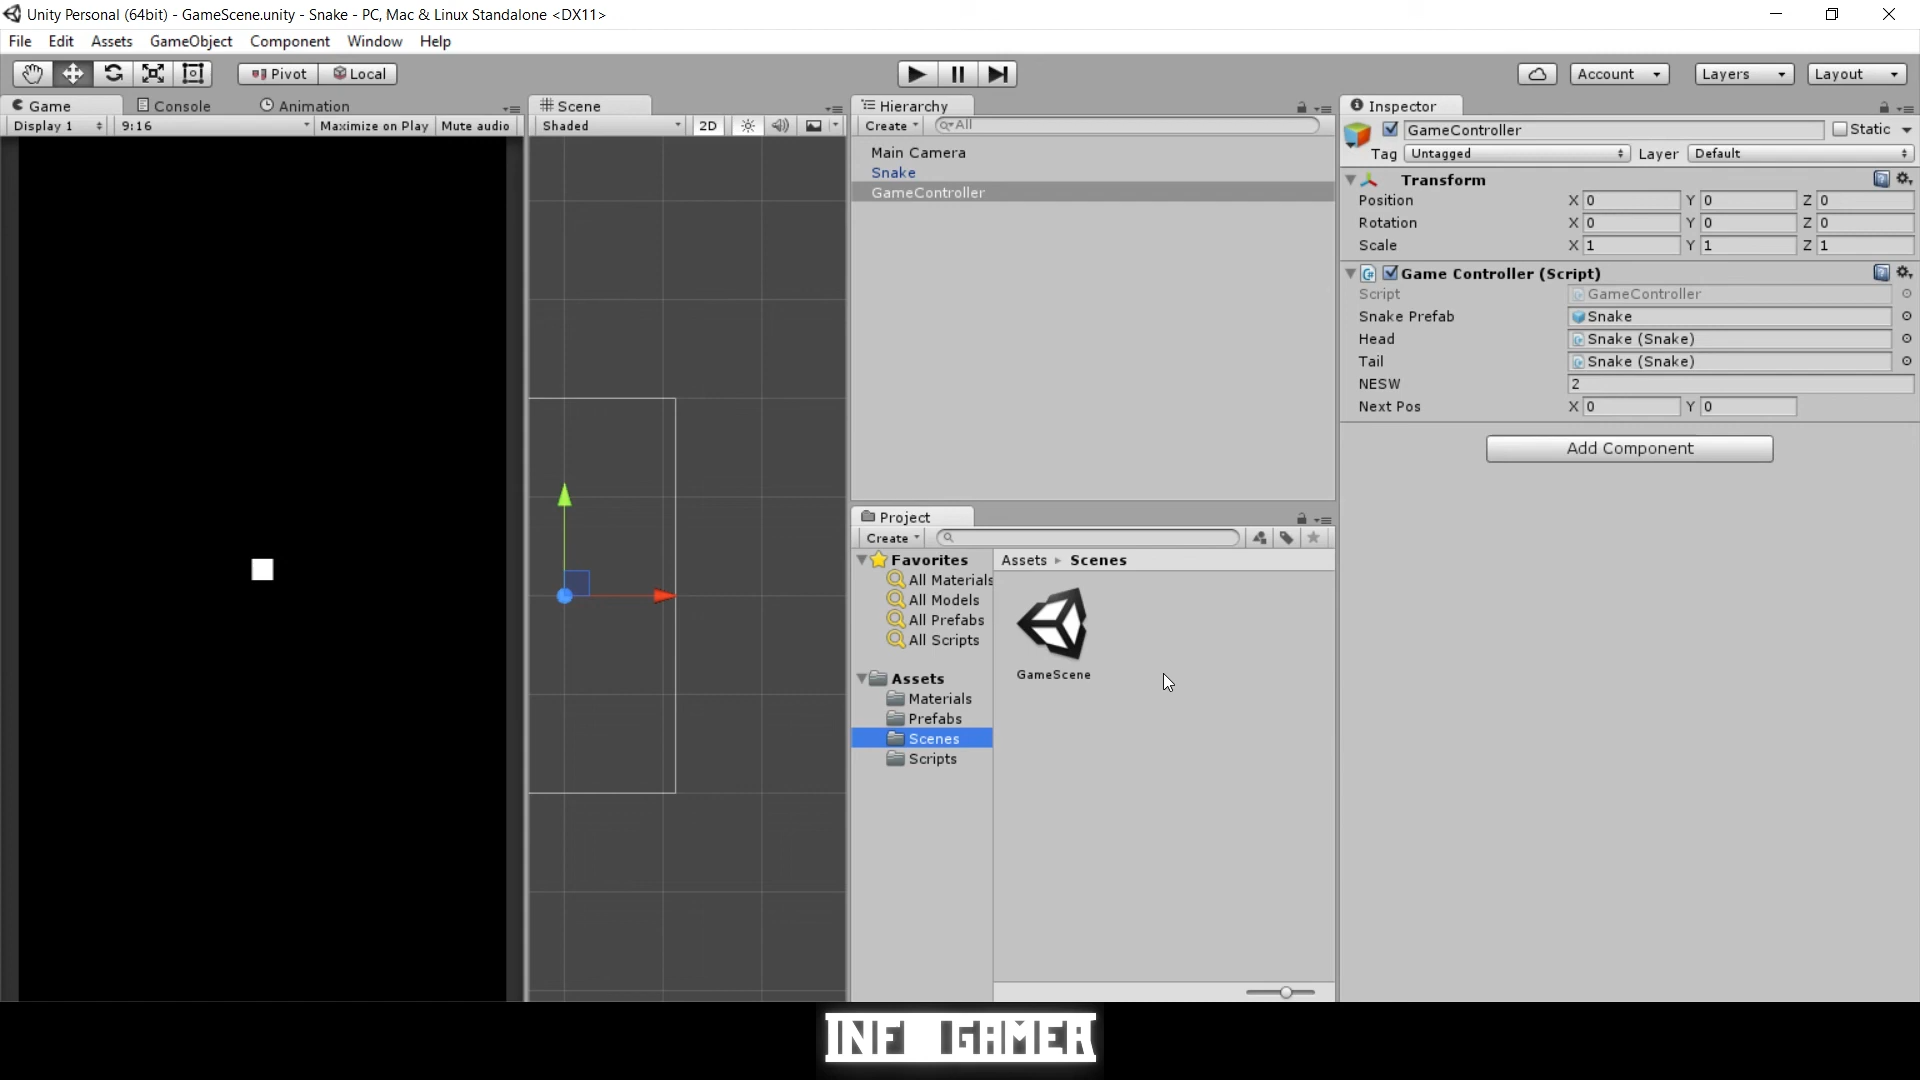 Unity Personal (64bit) - GameScene.unity - Snake - PC, Mac & Linux Standalone <DX11>
File Edit Assets GameObject Component Window Help
Pivot Local Account Layers Layout
Game Console Animation
Display 1 9:16 Maximize on Play Mute audio
Scene
Shaded 2D
Hierarchy
Create All
Main Camera
Snake
GameController
Project
Create
Favorites
All Materials
All Models
All Prefabs
All Scripts
Assets
Materials
Prefabs
Scenes
Scripts
Assets Scenes
GameScene
Inspector
GameController Static
Tag Untagged Layer Default
Transform
Position X 0 Y 0 Z 0
Rotation X 0 Y 0 Z 0
Scale X 1 Y 1 Z 1
Game Controller (Script)
Script GameController
Snake Prefab Snake
Head Snake (Snake)
Tail Snake (Snake)
NESW 2
Next Pos X 0 Y 0
Add Component
INF GAMER